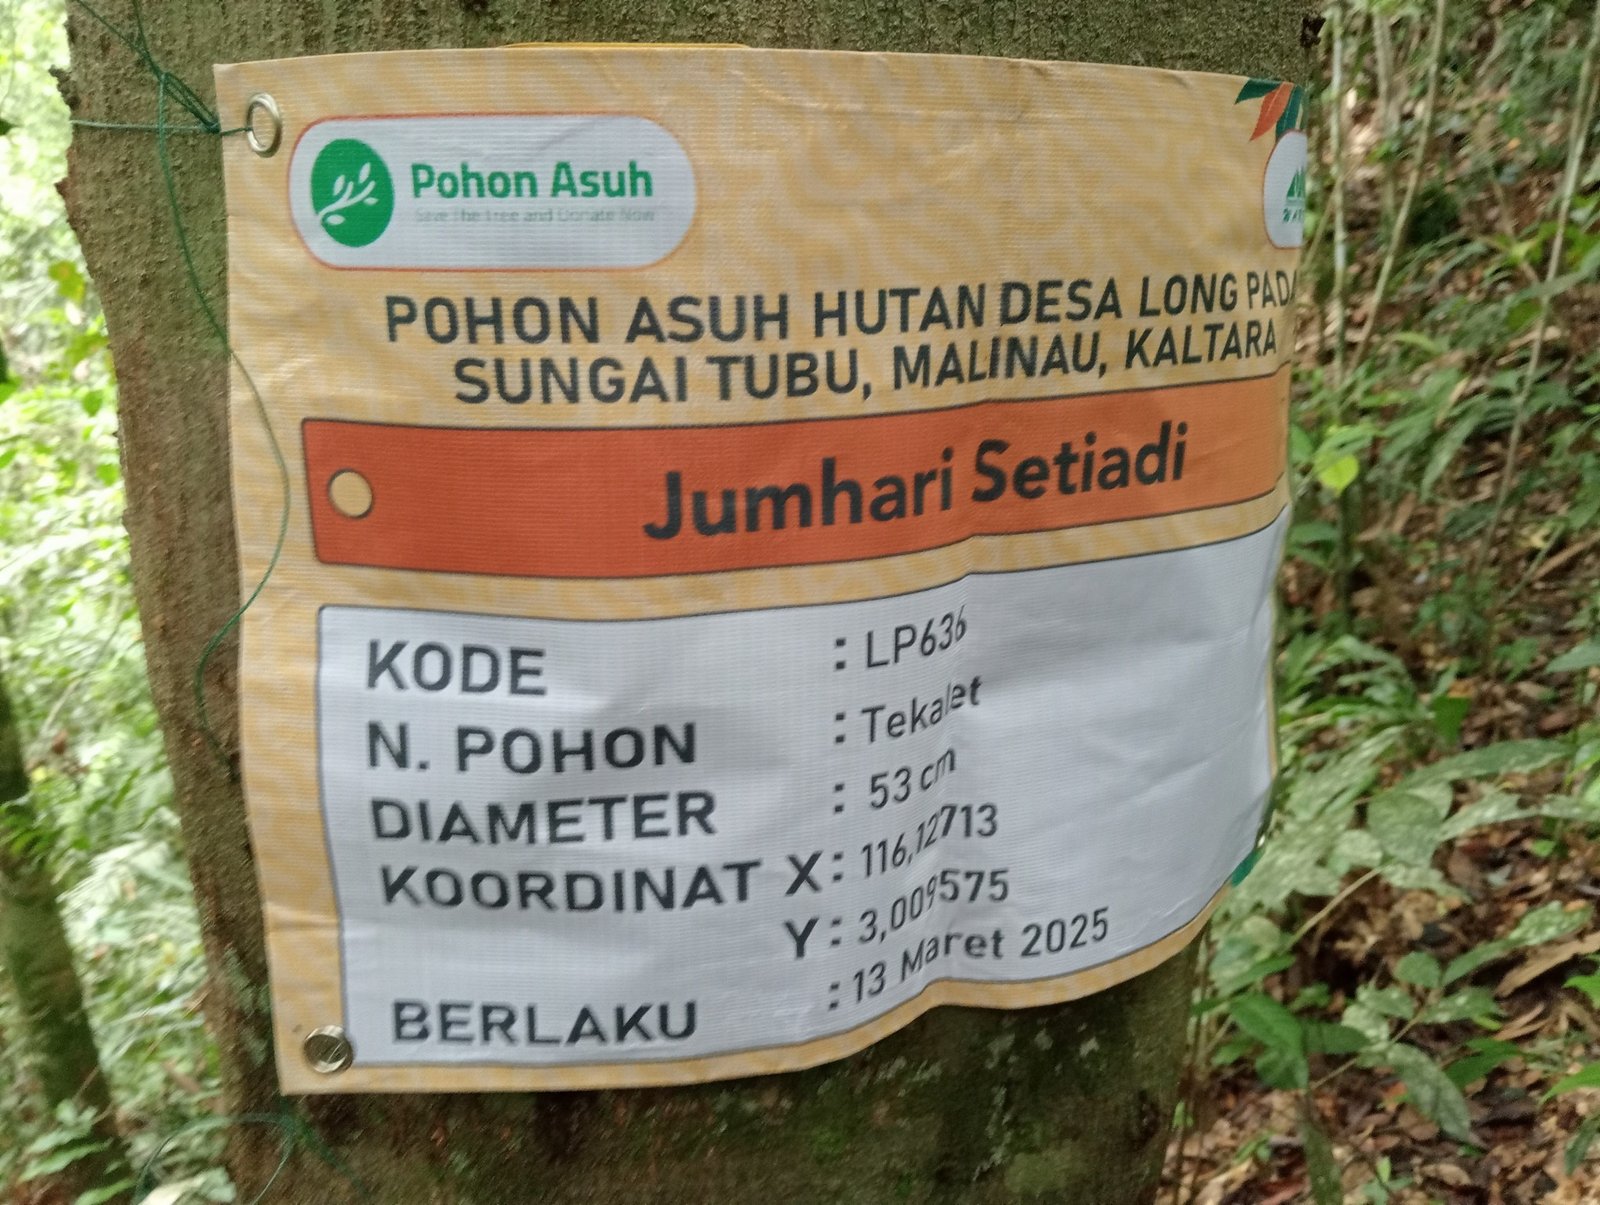 Pohon Asuh
Save The Tree and Donate Now
POHON ASUH HUTAN DESA LONG PADA
SUNGAI TUBU, MALINAU, KALTARA
Jumhari Setiadi
KODE : LP636
N. POHON : Tekalet
DIAMETER : 53 cm
KOORDINAT X : 116,12713
Y : 3,009575
BERLAKU : 13 Maret 2025